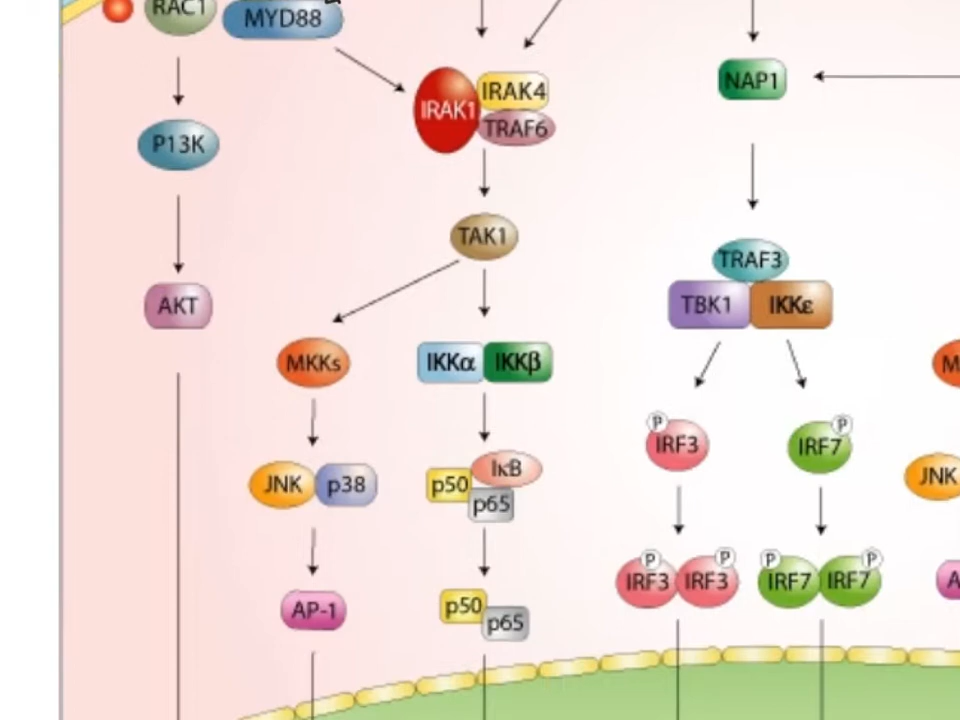 RAC1
MYD88
IRAK1
IRAK4
TRAF6
NAP1
P13K
TAK1
TRAF3
TBK1
IKKε
AKT
MKKs
IKKα
IKKβ
P
IRF3
P
IRF7
JNK
p38
IκB
p50
p65
JNK
P
P
IRF3
IRF3
P
P
IRF7
IRF7
AP-1
p50
p65